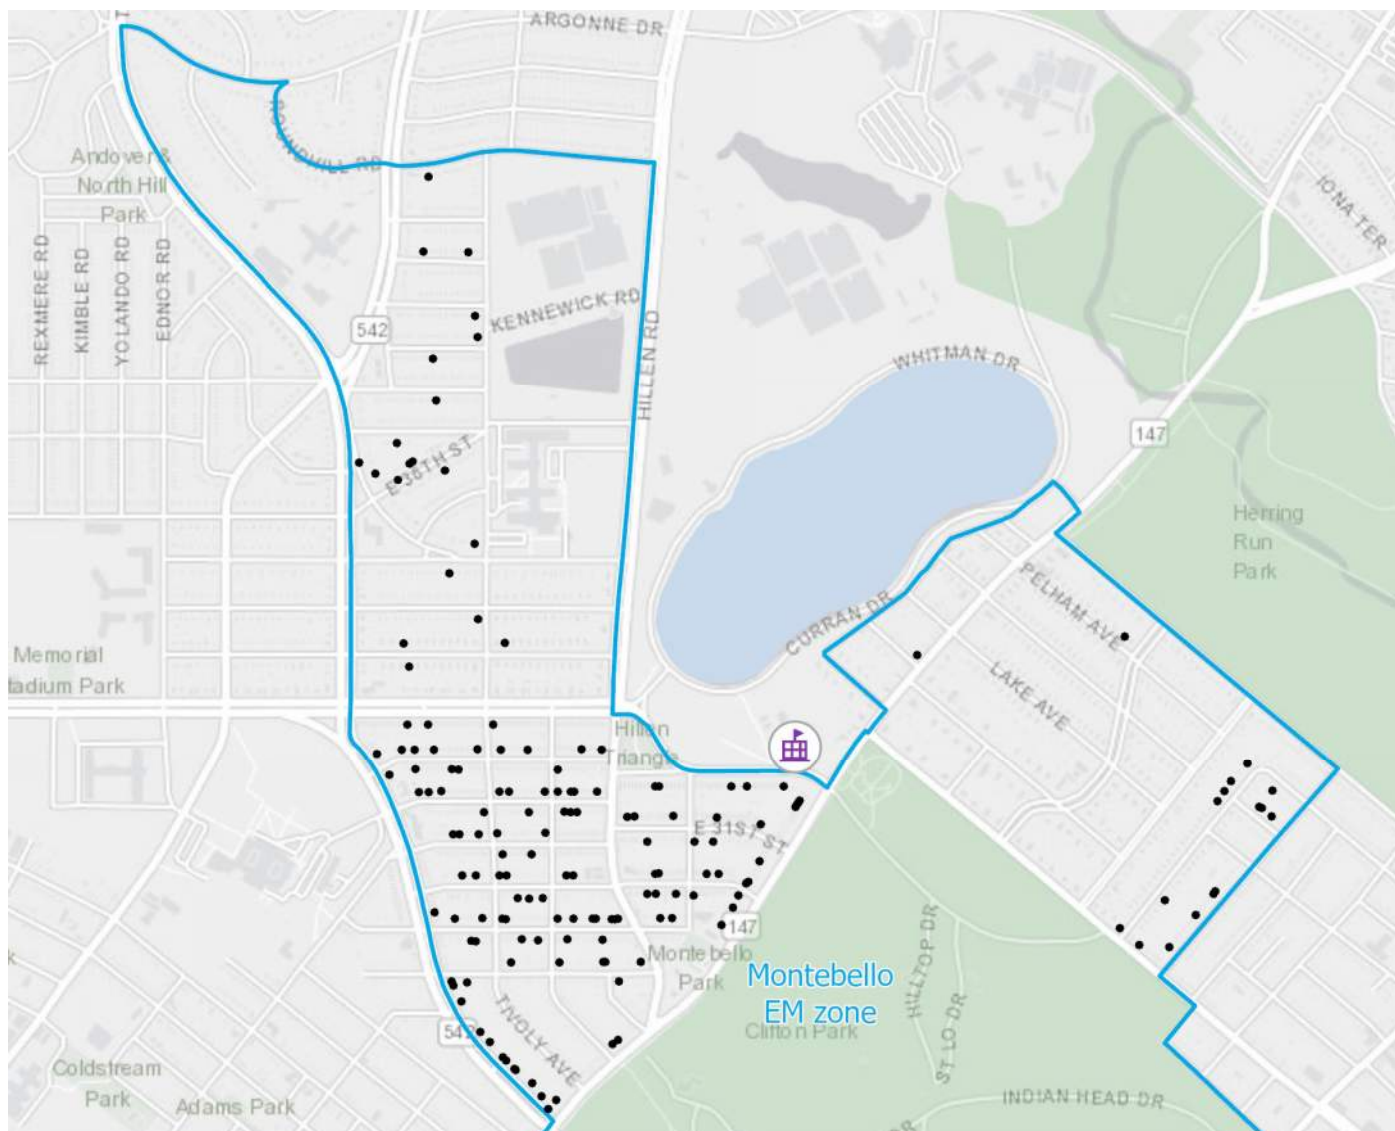 ARGONNE DR
ROUNDHILL RD
Andover &
North Hill
Park
IONA TER
REXMERE RD
KIMBLE RD
YOLANDO RD
EDNOR RD
542
KENNEWICK RD
HILLEN RD
WHITMAN DR
147
E 36TH ST
Herring
Run
Park
PELHAM AVE
CURRAN DR
LAKE AVE
Memorial
tadium Park
Hillen
Triangle
E 31ST ST
147
Montebello
Park
Montebello
EM zone
HILLTOP DR
Clifton Park
ST LO DR
TIVOLY AVE
542
Coldstream
Park
Adams Park
INDIAN HEAD DR